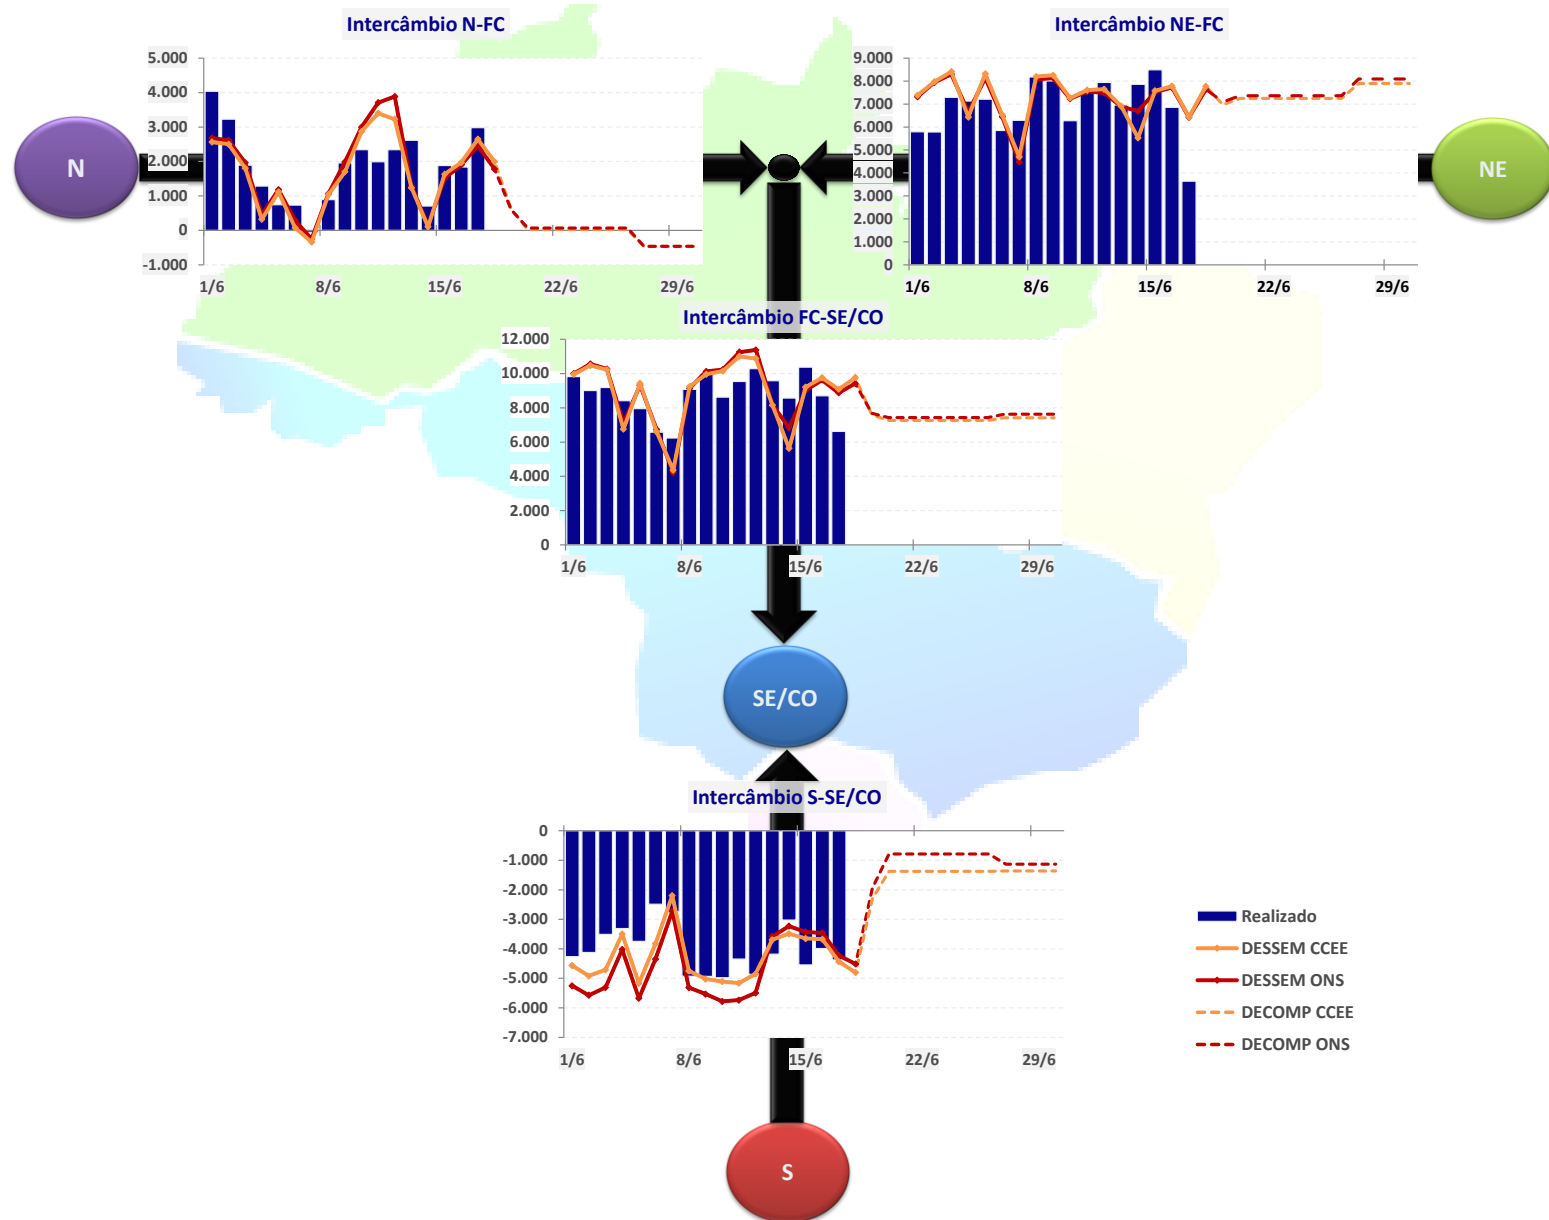 Intercâmbio N-FC
5.000
4.000
3.000
2.000
1.000
0
-1.000
1/6 8/6 15/6 22/6 29/6
Intercâmbio NE-FC
9.000
8.000
7.000
6.000
5.000
4.000
3.000
2.000
1.000
0
1/6 8/6 15/6 22/6 29/6
N
NE
Intercâmbio FC-SE/CO
12.000
10.000
8.000
6.000
4.000
2.000
0
1/6 8/6 15/6 22/6 29/6
SE/CO
Intercâmbio S-SE/CO
0
-1.000
-2.000
-3.000
-4.000
-5.000
-6.000
-7.000
1/6 8/6 15/6 22/6 29/6
Realizado
DESSEM CCEE
DESSEM ONS
DECOMP CCEE
DECOMP ONS
S